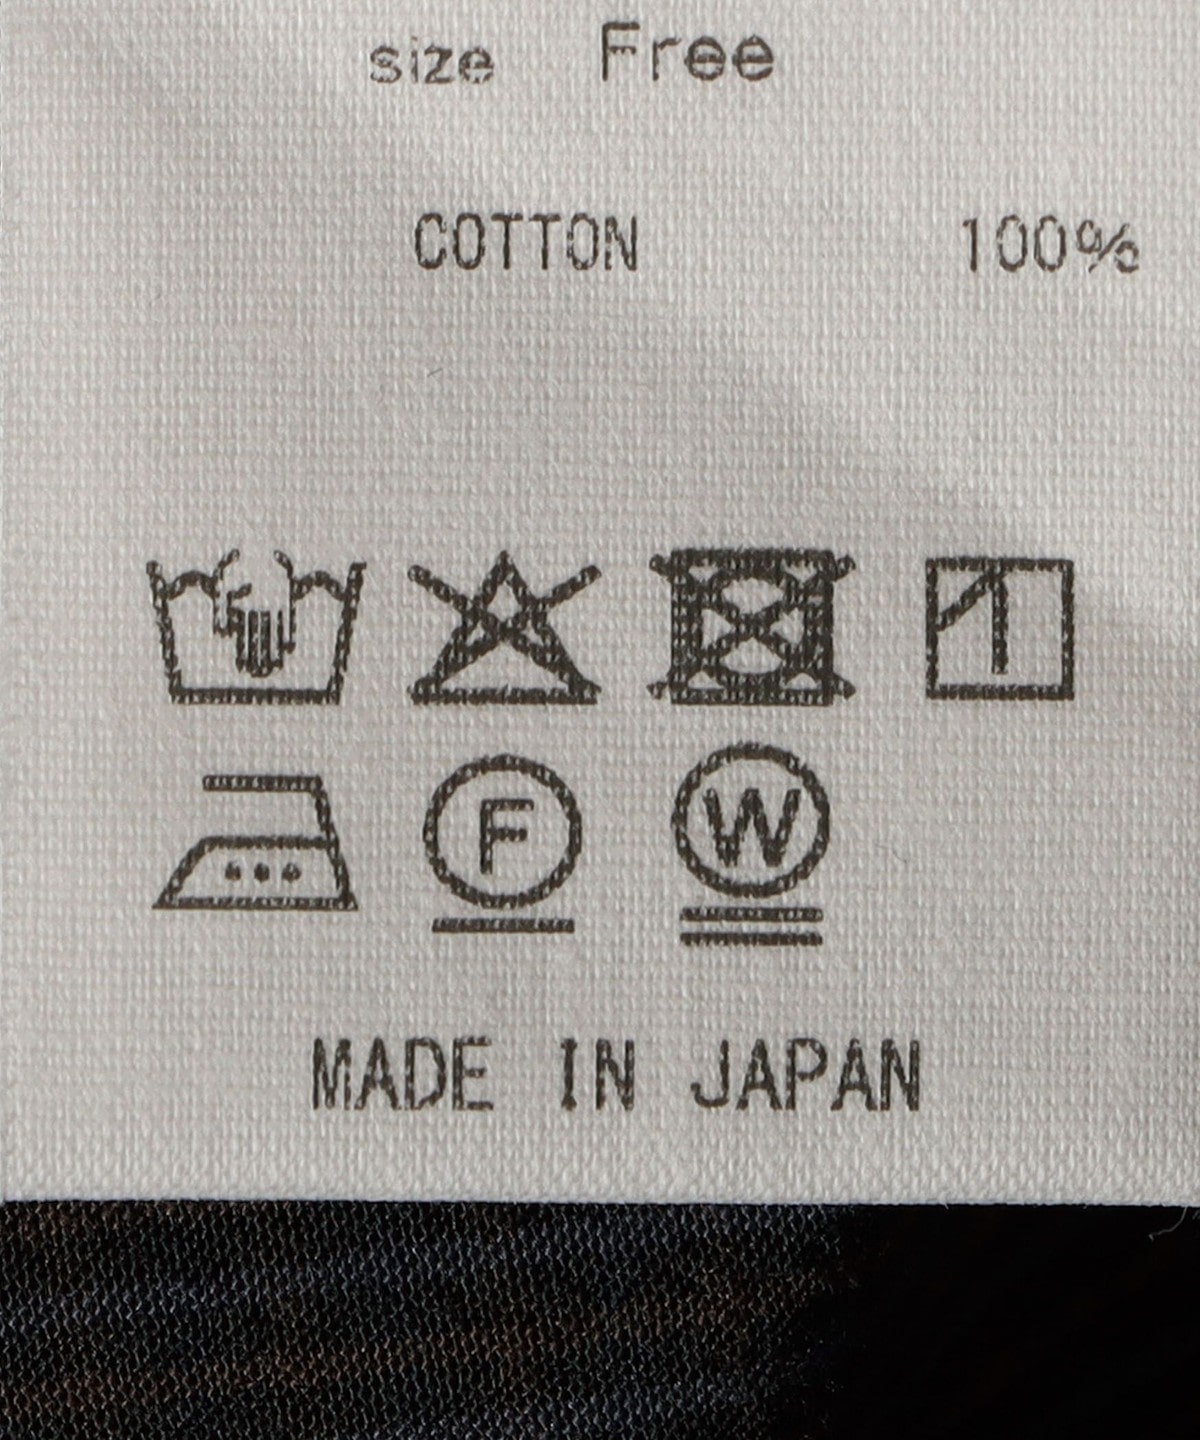 size Free
COTTON 100%
F W
MADE IN JAPAN